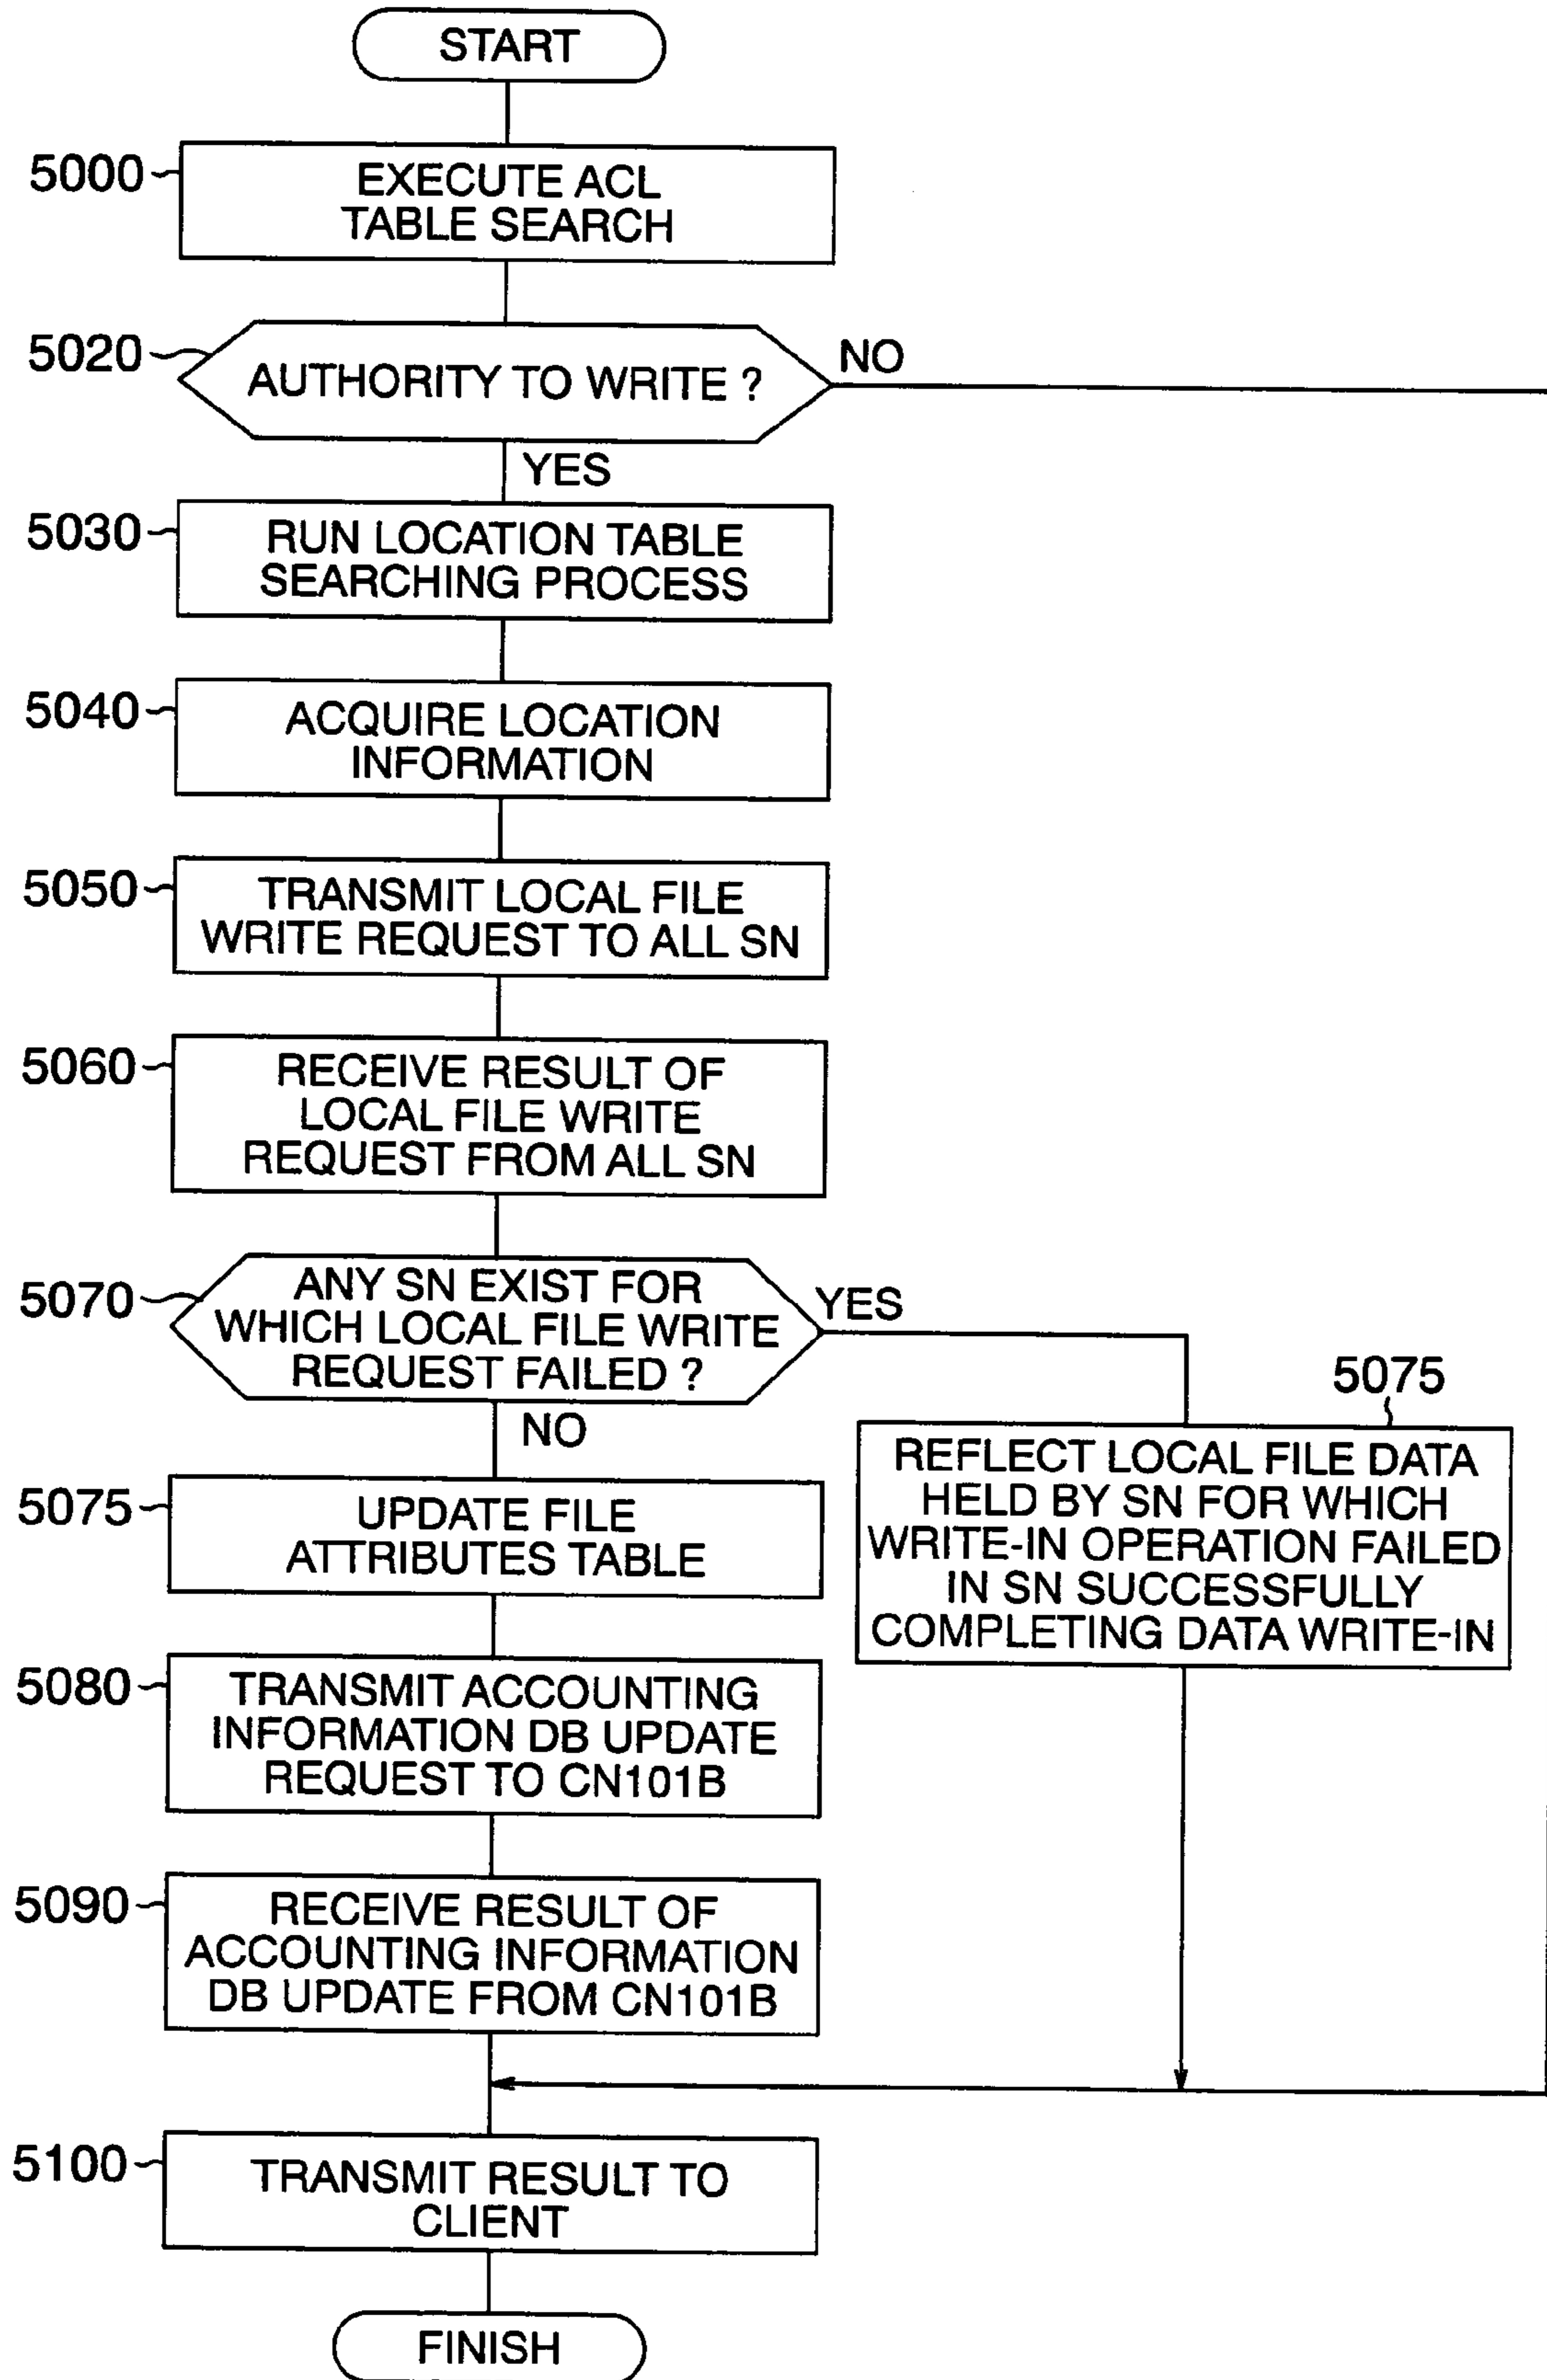 START
5000
EXECUTE ACL
TABLE SEARCH
5020
AUTHORITY TO WRITE ?
NO
YES
5030
RUN LOCATION TABLE
SEARCHING PROCESS
5040
ACQUIRE LOCATION
INFORMATION
5050
TRANSMIT LOCAL FILE
WRITE REQUEST TO ALL SN
5060
RECEIVE RESULT OF
LOCAL FILE WRITE
REQUEST FROM ALL SN
5070
ANY SN EXIST FOR
WHICH LOCAL FILE WRITE
REQUEST FAILED ?
YES
NO
5075
REFLECT LOCAL FILE DATA
HELD BY SN FOR WHICH
WRITE-IN OPERATION FAILED
IN SN SUCCESSFULLY
COMPLETING DATA WRITE-IN
5075
UPDATE FILE
ATTRIBUTES TABLE
5080
TRANSMIT ACCOUNTING
INFORMATION DB UPDATE
REQUEST TO CN101B
5090
RECEIVE RESULT OF
ACCOUNTING INFORMATION
DB UPDATE FROM CN101B
5100
TRANSMIT RESULT TO
CLIENT
FINISH